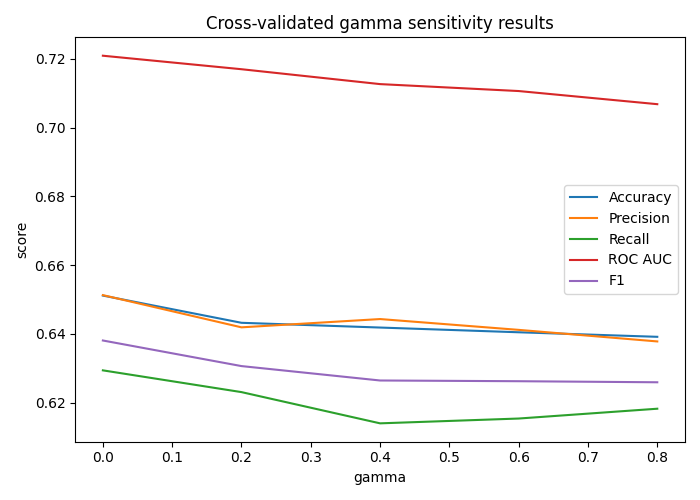 Cross-validated gamma sensitivity results
0.72
0.70
0.68
0.66
0.64
0.62
score
Accuracy
Precision
Recall
ROC AUC
F1
0.0 0.1 0.2 0.3 0.4 0.5 0.6 0.7 0.8
gamma